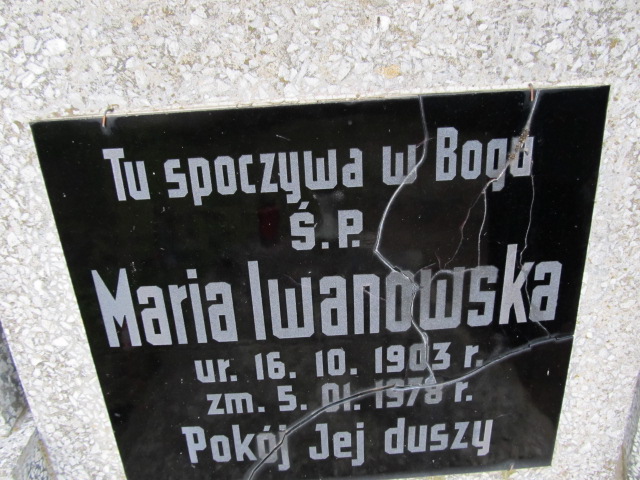 Tu spoczywa w Bogu
Ś.P.
Maria Iwanowska
ur. 16. 10. 1903 r.
zm. 5. 01. 1978 r.
Pokój Jej duszy